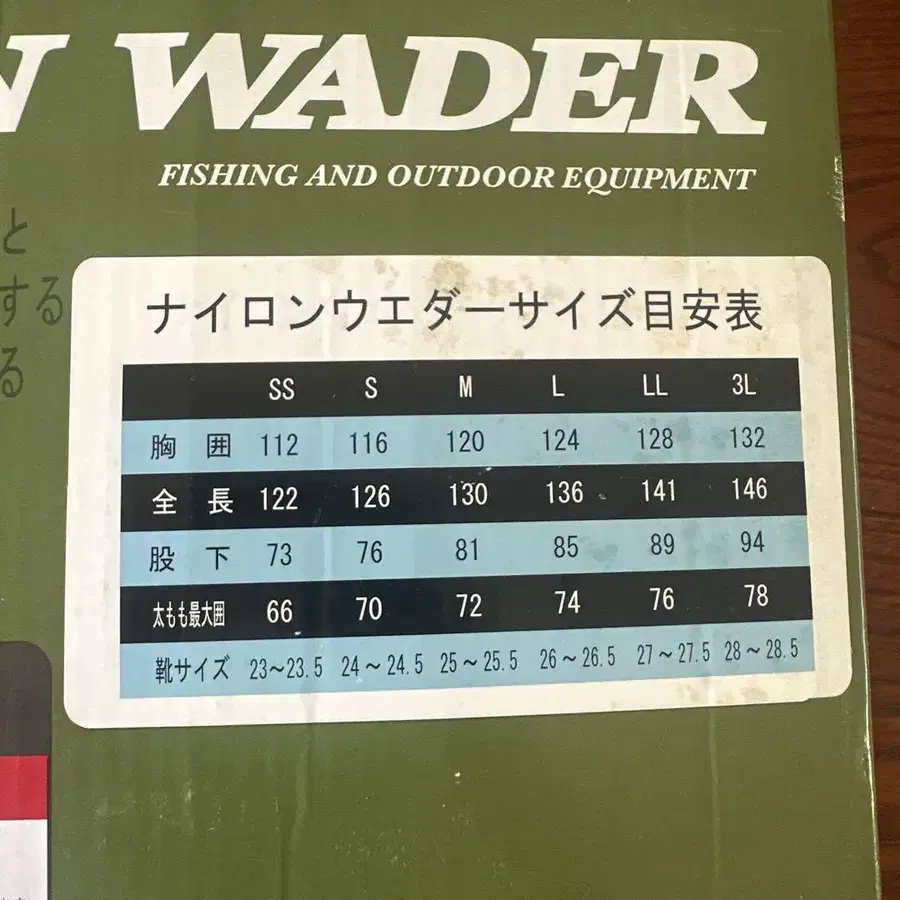 WADER
FISHING AND OUTDOOR EQUIPMENT
と
する
る
ナイロンウエダーサイズ目安表
SS S M L LL 3L
胸 囲 112 116 120 124 128 132
全 長 122 126 130 136 141 146
股 下 73 76 81 85 89 94
太もも最大囲 66 70 72 74 76 78
靴サイズ 23～23.5 24～24.5 25～25.5 26～26.5 27～27.5 28～28.5